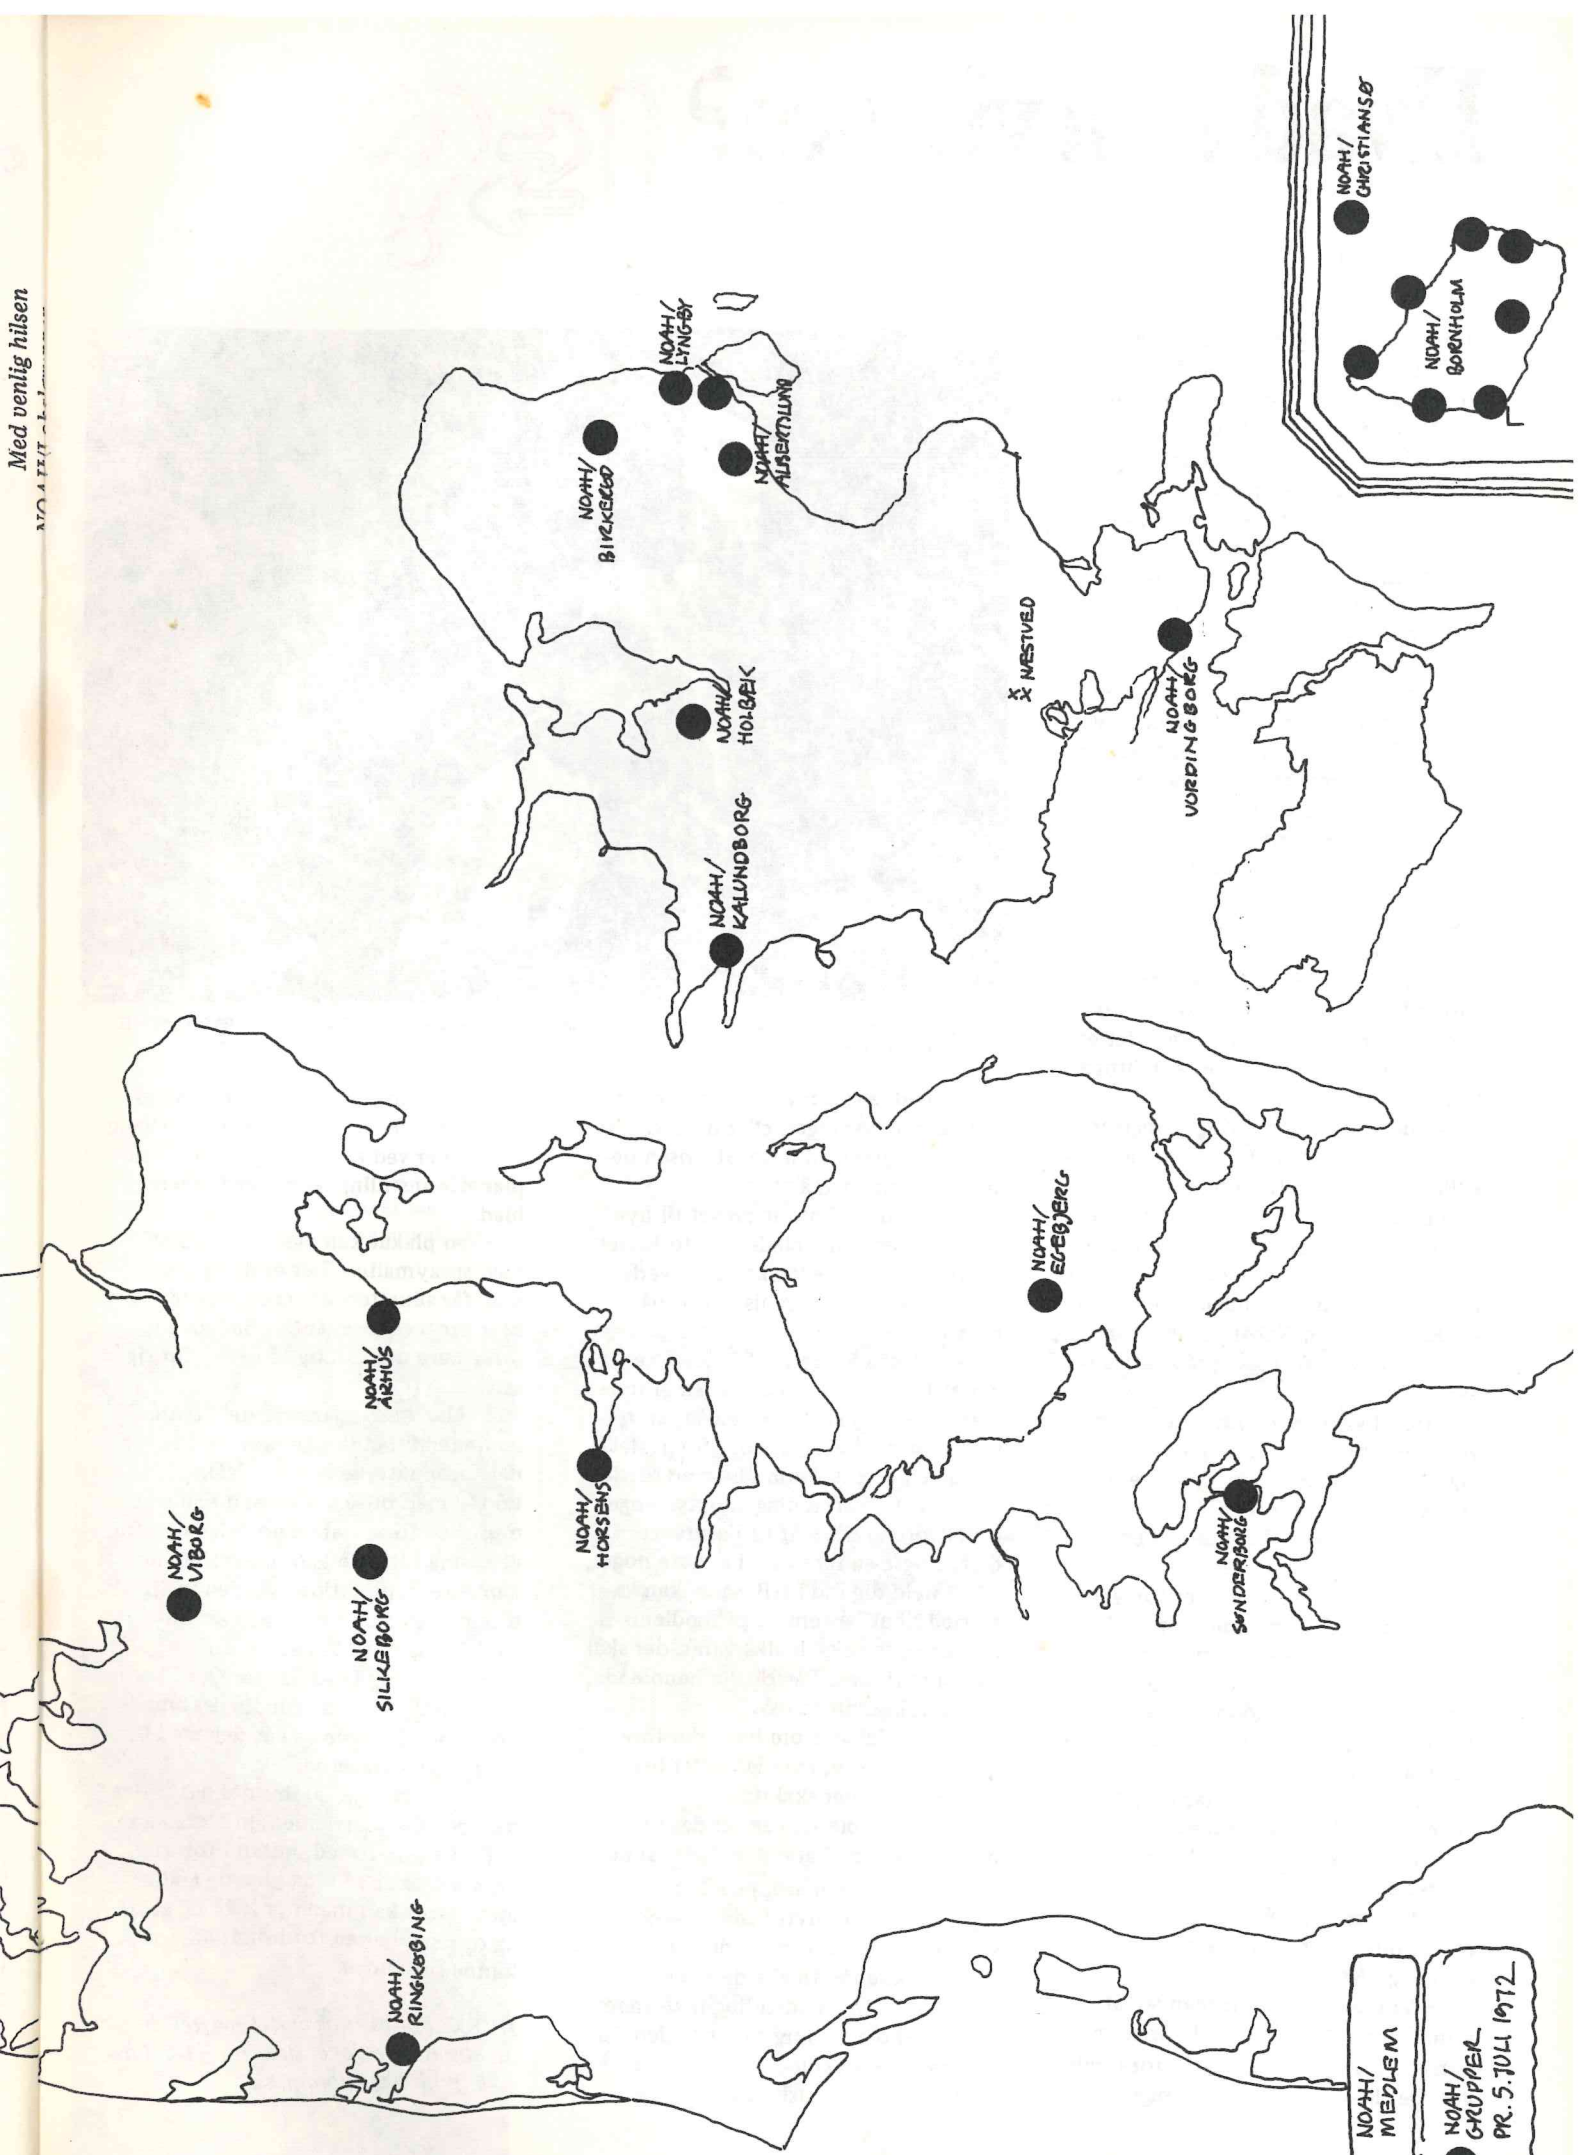 Med venlig hilsen
NOAH/
VIBORG
NOAH/
SILKEBORG
NOAH/
ÅRHUS
NOAH/
RINGKØBING
NOAH/
HORSENS
NOAH/
BIRKERØD
NOAH/
LYNGBY
NOAH/
ALBERTSLUND
NOAH/
HOLBÆK
NOAH/
KALUNDBORG
NÆSTVED
NOAH/
VORDINGBORG
NOAH/
EGEBJERG
NOAH/
SØNDERBORG
NOAH/
CHRISTIANSØ
NOAH/
BORNHOLM
NOAH/
MEDLEM
NOAH/
GRUPPER
PR. 5. JULI 1972